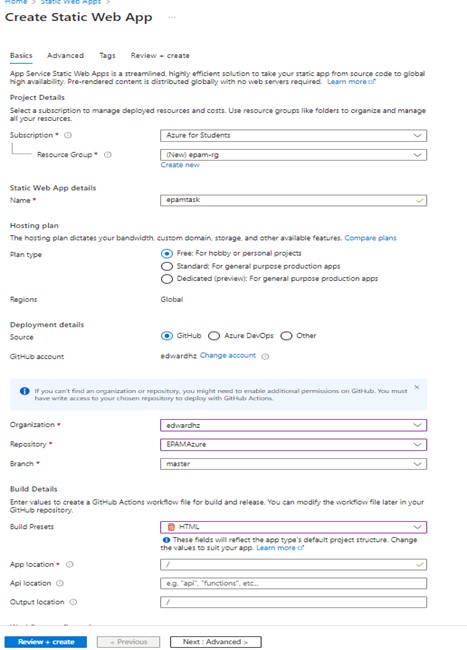 Home > Static Web Apps >
Create Static Web App ...
Basics Advanced Tags Review + create
App Service Static Web Apps is a streamlined, highly efficient solution to take your static app from source code to global
high availability. Pre-rendered content is distributed globally with no web servers required. Learn more
Project Details
Select a subscription to manage deployed resources and costs. Use resource groups like folders to organize and manage
all your resources.
Subscription * Azure for Students
Resource Group * (New) epam-rg
Create new
Static Web App details
Name * epamtask
Hosting plan
The hosting plan dictates your bandwidth, custom domain, storage, and other available features. Compare plans
Plan type Free: For hobby or personal projects
Standard: For general purpose production apps
Dedicated (preview): For general purpose production apps
Regions Global
Deployment details
Source GitHub Azure DevOps Other
GitHub account edwardhz Change account
If you can't find an organization or repository, you might need to enable additional permissions on GitHub. You must
have write access to your chosen repository to deploy with GitHub Actions.
Organization * edwardhz
Repository * EPAMAzure
Branch * master
Build Details
Enter values to create a GitHub Actions workflow file for build and release. You can modify the workflow file later in your
GitHub repository.
Build Presets HTML
These fields will reflect the app type's default project structure. Change
the values to suit your app. Learn more
App location * /
Api location e.g. "api", "functions", etc...
Output location /
Review + create < Previous Next : Advanced >